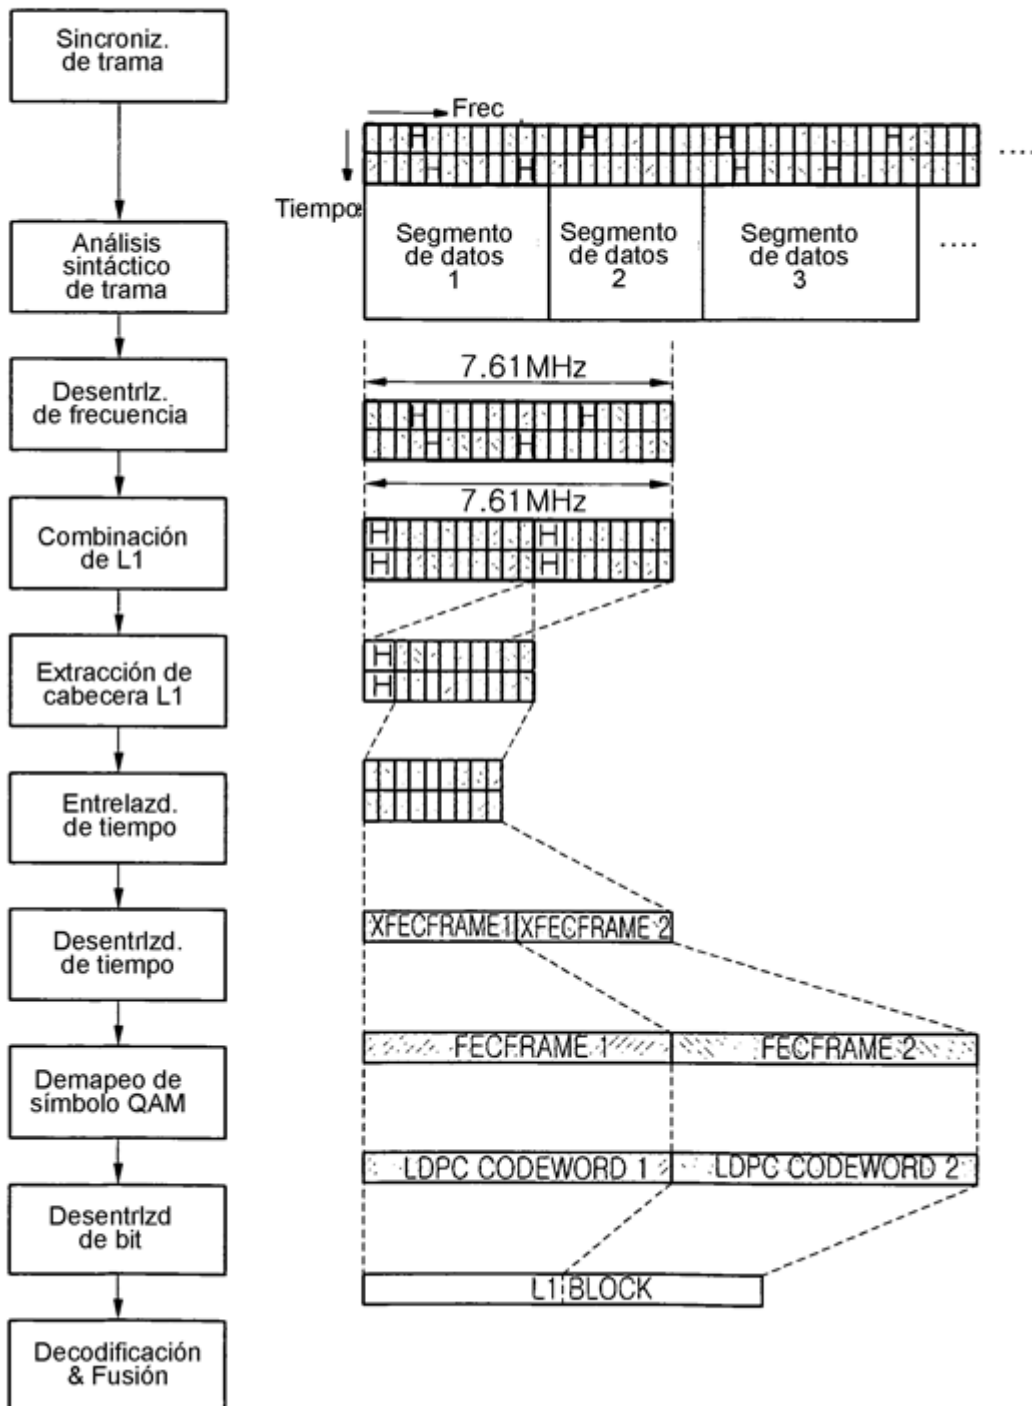 Sincroniz.
de trama
Frec
H H H H
H H H H
....
Tiempo
Análisis
sintáctico
de trama
Segmento
de datos
1
Segmento
de datos
2
Segmento
de datos
3
....
7.61MHz
Desentrlz.
de frecuencia
H H
H H
7.61MHz
Combinación
de L1
H H
H H
Extracción de
cabecera L1
H
H
Entrelazd.
de tiempo
XFECFRAME1 XFECFRAME 2
Desentrlzd.
de tiempo
FECFRAME 1 FECFRAME 2
Demapeo de
símbolo QAM
LDPC CODEWORD 1 LDPC CODEWORD 2
Desentrlzd
de bit
L1 BLOCK
Decodificación
& Fusión